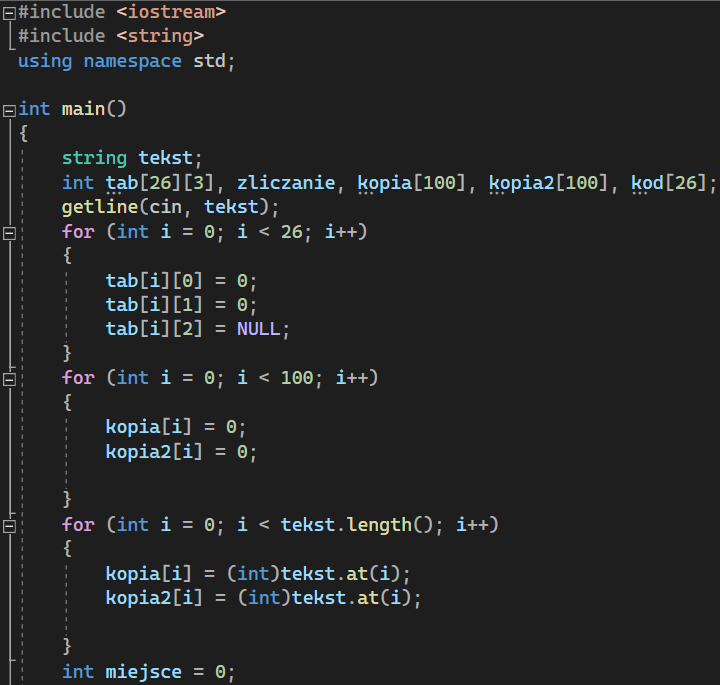 #include <iostream>
#include <string>
using namespace std;
int main()
{
string tekst;
int tab[26][3], zliczanie, kopia[100], kopia2[100], kod[26];
getline(cin, tekst);
for (int i = 0; i < 26; i++)
{
tab[i][0] = 0;
tab[i][1] = 0;
tab[i][2] = NULL;
}
for (int i = 0; i < 100; i++)
{
kopia[i] = 0;
kopia2[i] = 0;
}
for (int i = 0; i < tekst.length(); i++)
{
kopia[i] = (int)tekst.at(i);
kopia2[i] = (int)tekst.at(i);
}
int miejsce = 0;